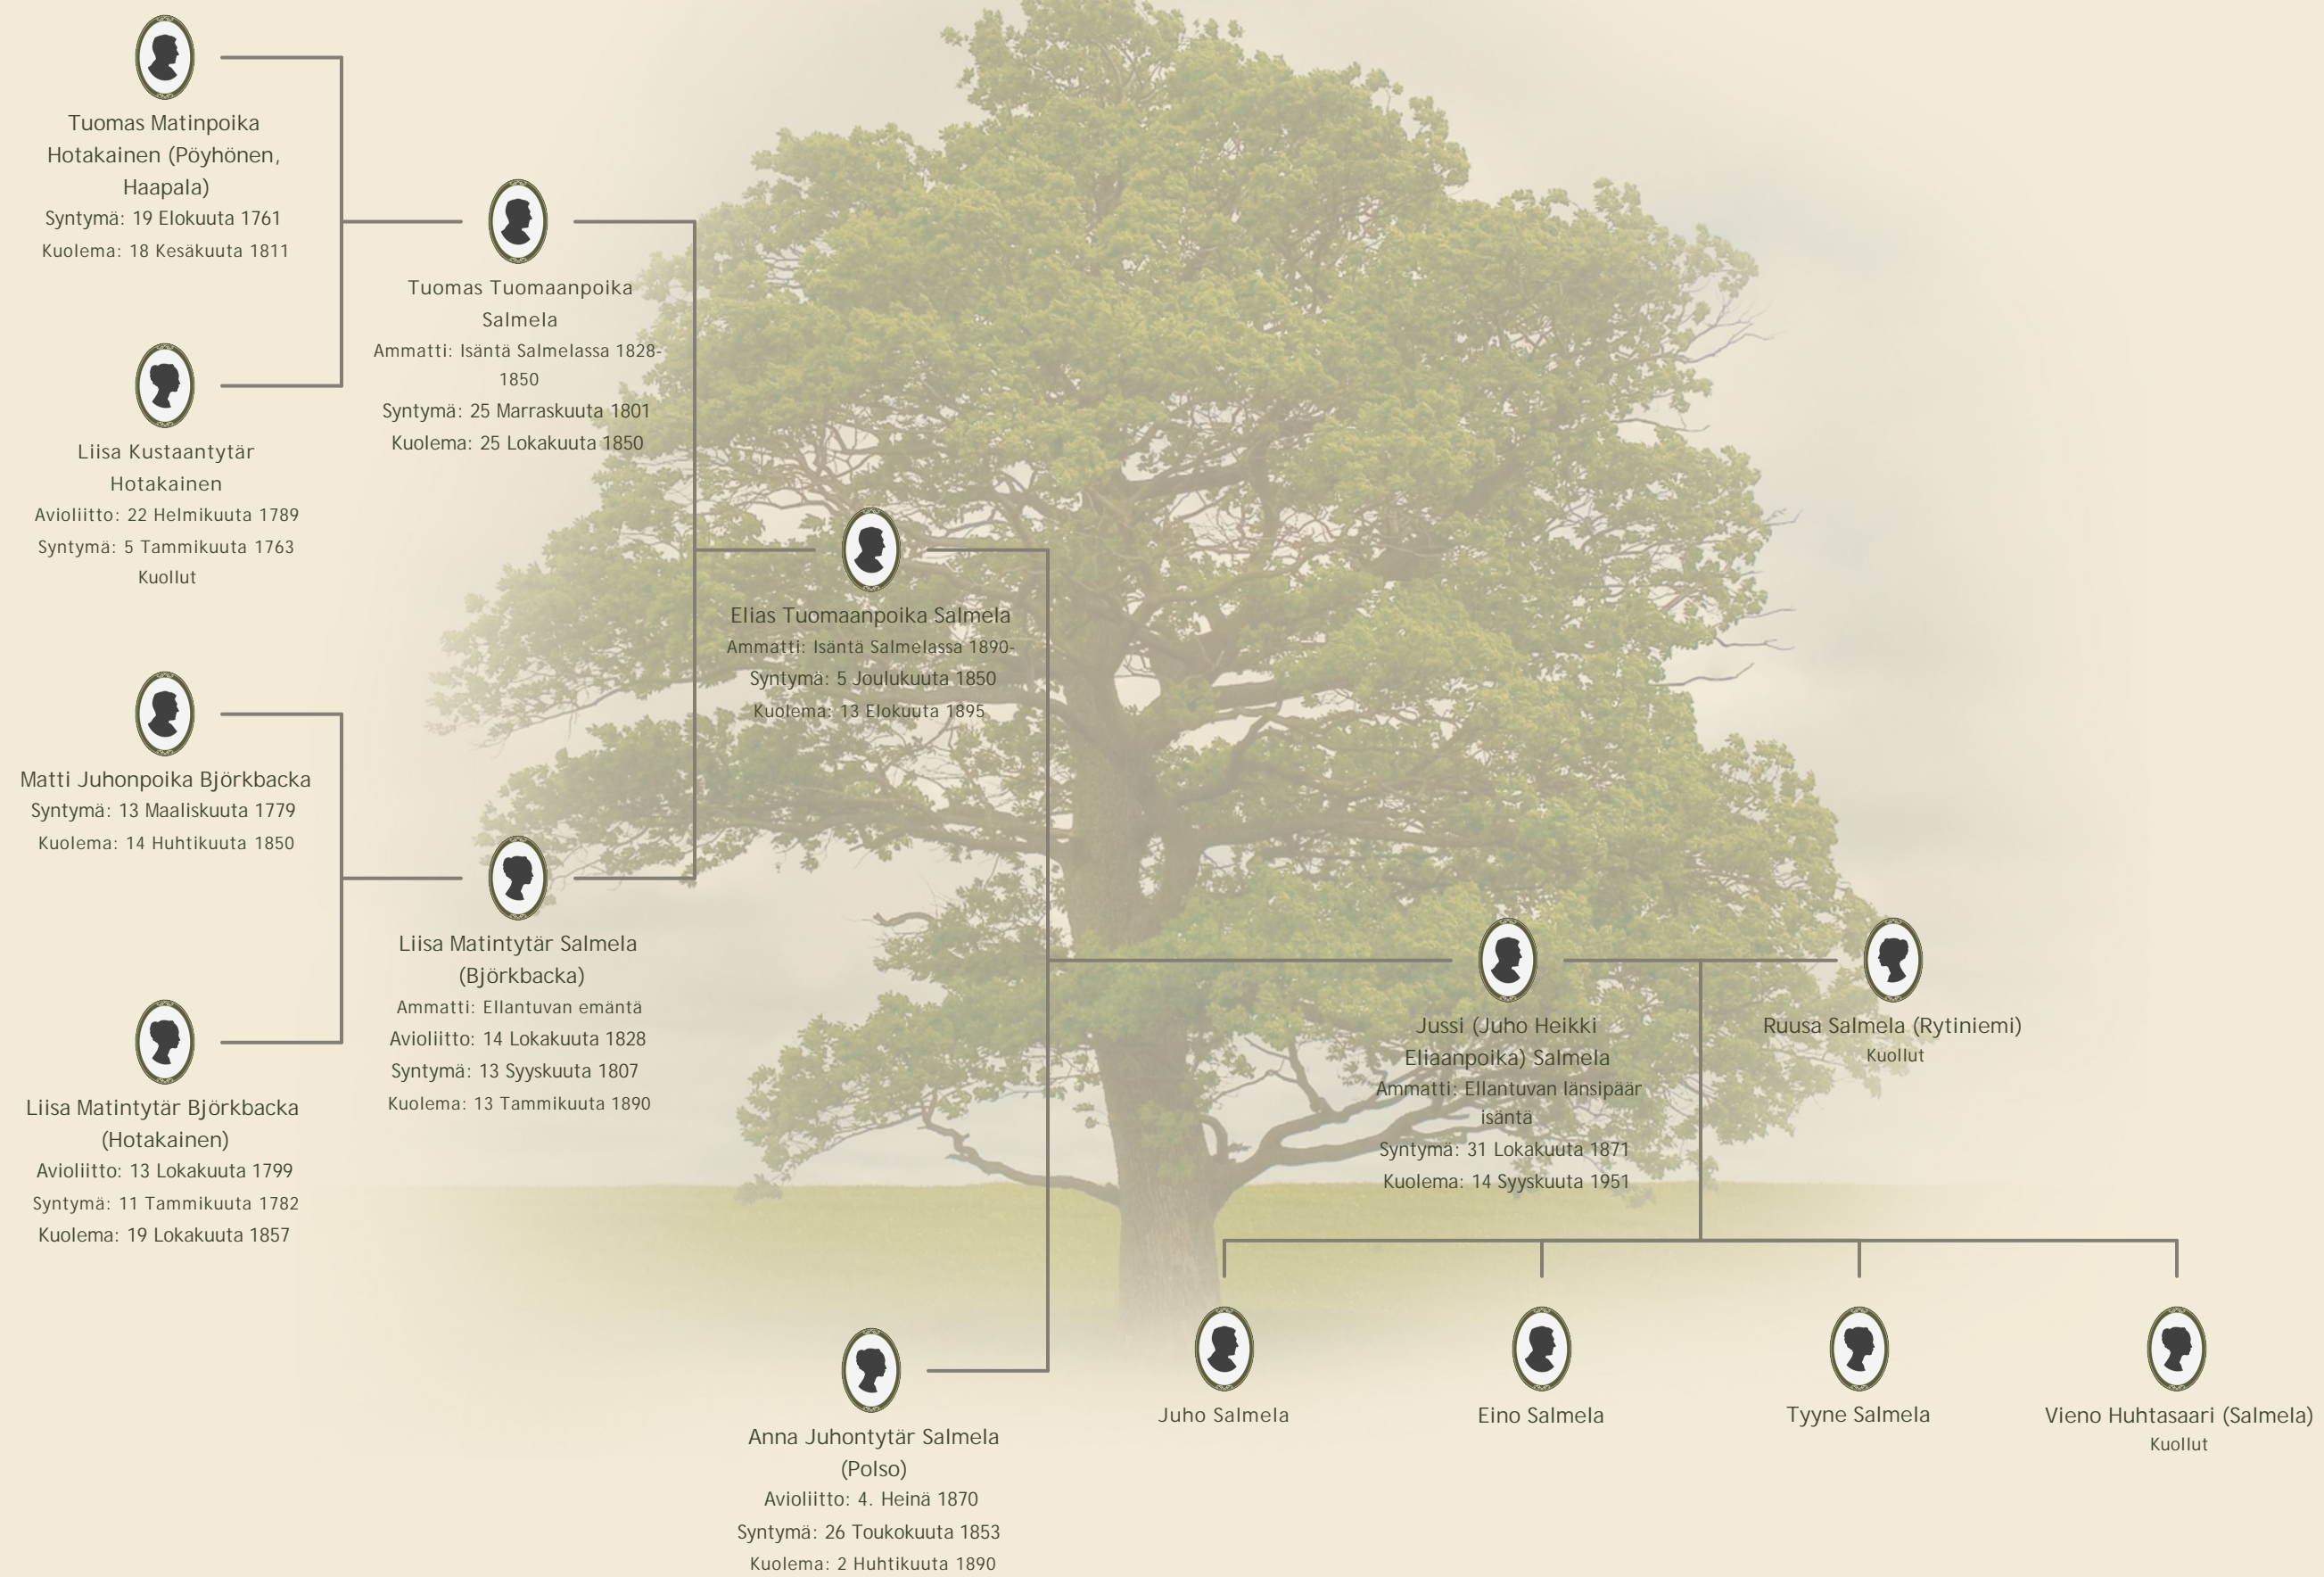 Tuomas Matinpoika
Hotakainen (Pöyhönen,
Haapala)
Syntymä: 19 Elokuuta 1761
Kuolema: 18 Kesäkuuta 1811
Liisa Kustaantytär
Hotakainen
Avioliitto: 22 Helmikuuta 1789
Syntymä: 5 Tammikuuta 1763
Kuollut
Matti Juhonpoika Björkbacka
Syntymä: 13 Maaliskuuta 1779
Kuolema: 14 Huhtikuuta 1850
Liisa Matintytär Björkbacka
(Hotakainen)
Avioliitto: 13 Lokakuuta 1799
Syntymä: 11 Tammikuuta 1782
Kuolema: 19 Lokakuuta 1857
Tuomas Tuomaanpoika
Salmela
Ammatti: Isäntä Salmelassa 1828-
1850
Syntymä: 25 Marraskuuta 1801
Kuolema: 25 Lokakuuta 1850
Liisa Matintytär Salmela
(Björkbacka)
Ammatti: Ellantuvan emäntä
Avioliitto: 14 Lokakuuta 1828
Syntymä: 13 Syyskuuta 1807
Kuolema: 13 Tammikuuta 1890
Elias Tuomaanpoika Salmela
Ammatti: Isäntä Salmelassa 1890-
Syntymä: 5 Joulukuuta 1850
Kuolema: 13 Elokuuta 1895
Anna Juhontytär Salmela
(Polso)
Avioliitto: 4. Heinä 1870
Syntymä: 26 Toukokuuta 1853
Kuolema: 2 Huhtikuuta 1890
Jussi (Juho Heikki
Eliaanpoika) Salmela
Ammatti: Ellantuvan länsipäär
isäntä
Syntymä: 31 Lokakuuta 1871
Kuolema: 14 Syyskuuta 1951
Ruusa Salmela (Rytiniemi)
Kuollut
Juho Salmela
Eino Salmela
Tyyne Salmela
Vieno Huhtasaari (Salmela)
Kuollut